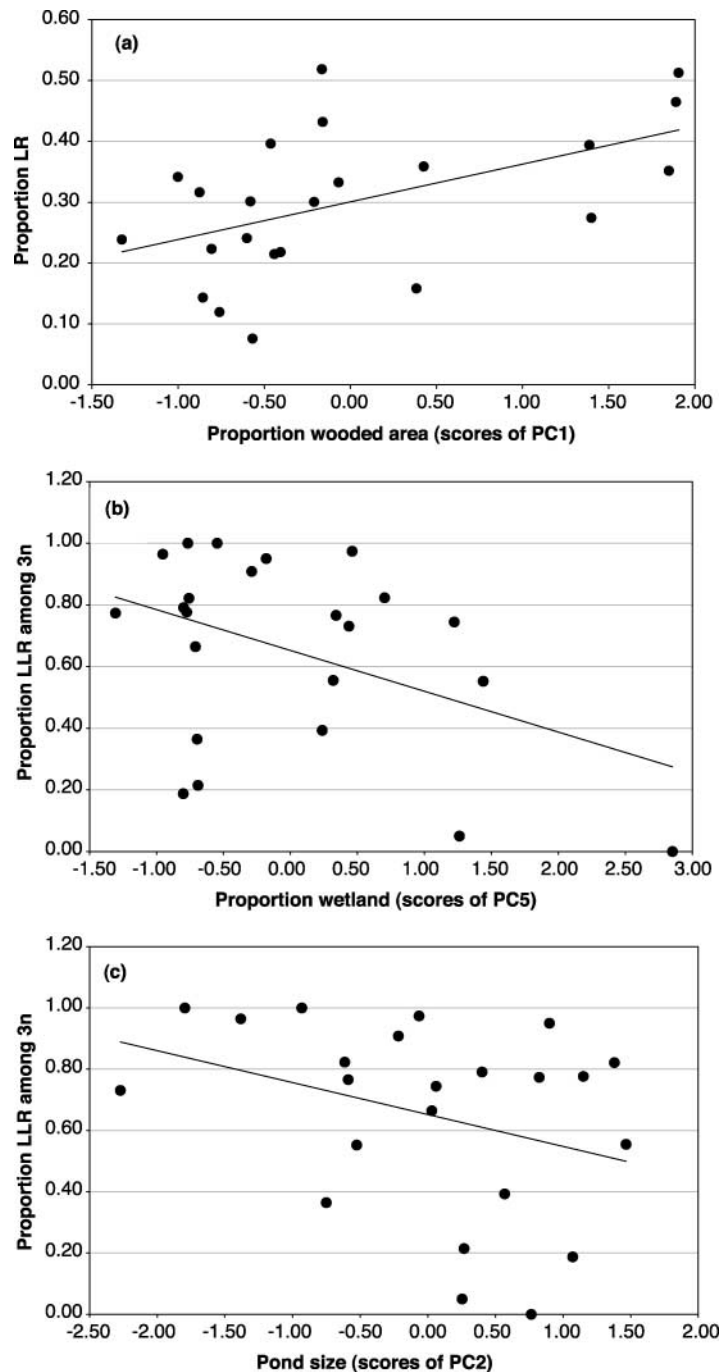 0.60
(a)
0.50
0.40
0.30
0.20
0.10
0.00
Proportion LR
-1.50 -1.00 -0.50 0.00 0.50 1.00 1.50 2.00
Proportion wooded area (scores of PC1)
1.20
(b)
1.00
0.80
0.60
0.40
0.20
0.00
Proportion LLR among 3n
-1.50 -1.00 -0.50 0.00 0.50 1.00 1.50 2.00 2.50 3.00
Proportion wetland (scores of PC5)
1.20
(c)
1.00
0.80
0.60
0.40
0.20
0.00
Proportion LLR among 3n
-2.50 -2.00 -1.50 -1.00 -0.50 0.00 0.50 1.00 1.50 2.00
Pond size (scores of PC2)